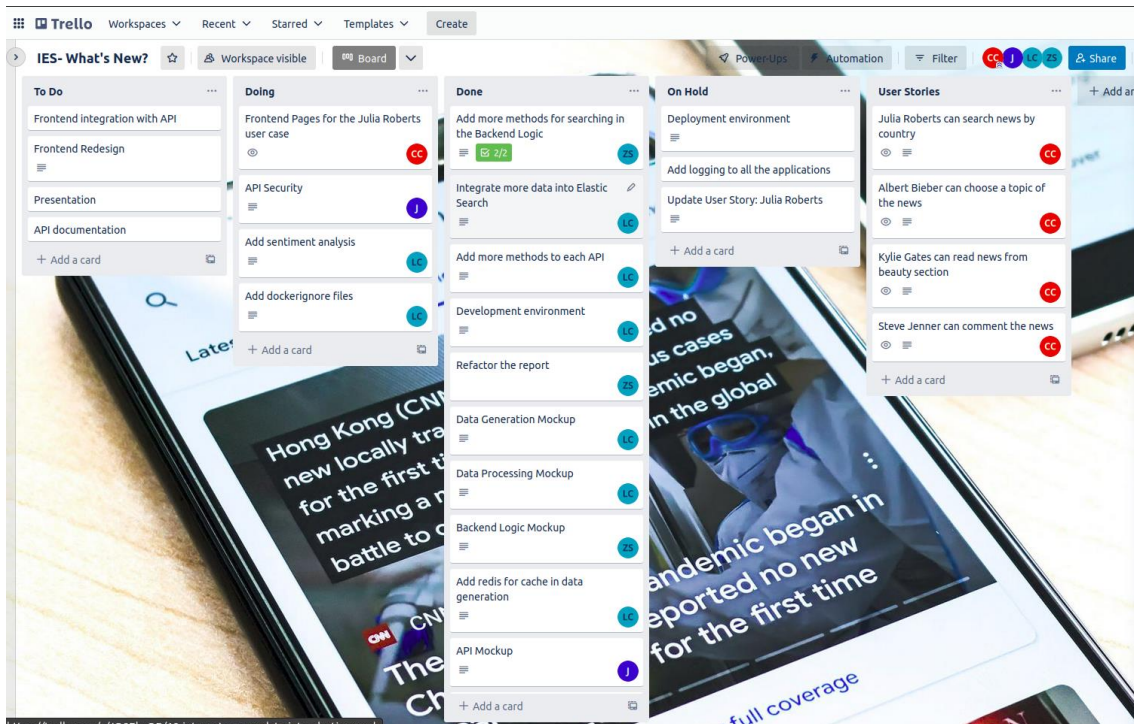 Trello
Workspaces
Recent
Starred
Templates
Create
IES- What's New?
Workspace visible
Board
Power-Ups
Automation
Filter
CC
J
LC
ZS
Share
To Do
Frontend integration with API
Frontend Redesign
Presentation
API documentation
+ Add a card
Doing
Frontend Pages for the Julia Roberts
user case
CC
API Security
J
Add sentiment analysis
LC
Add dockerignore files
LC
+ Add a card
Done
Add more methods for searching in
the Backend Logic
2/2
ZS
Integrate more data into Elastic
Search
LC
Add more methods to each API
LC
Development environment
LC
Refactor the report
ZS
Data Generation Mockup
LC
Data Processing Mockup
LC
Backend Logic Mockup
ZS
Add redis for cache in data
generation
LC
API Mockup
J
+ Add a card
On Hold
Deployment environment
Add logging to all the applications
Update User Story: Julia Roberts
+ Add a card
User Stories
Julia Roberts can search news by
country
CC
Albert Bieber can choose a topic of
the news
CC
Kylie Gates can read news from
beauty section
CC
Steve Jenner can comment the news
CC
+ Add a card
+ Add
Hong Kong
new locally
for the first
marking a
battle to
CNN
The
no
cases
began,
in the global
began in
no new
for the first time
full coverage